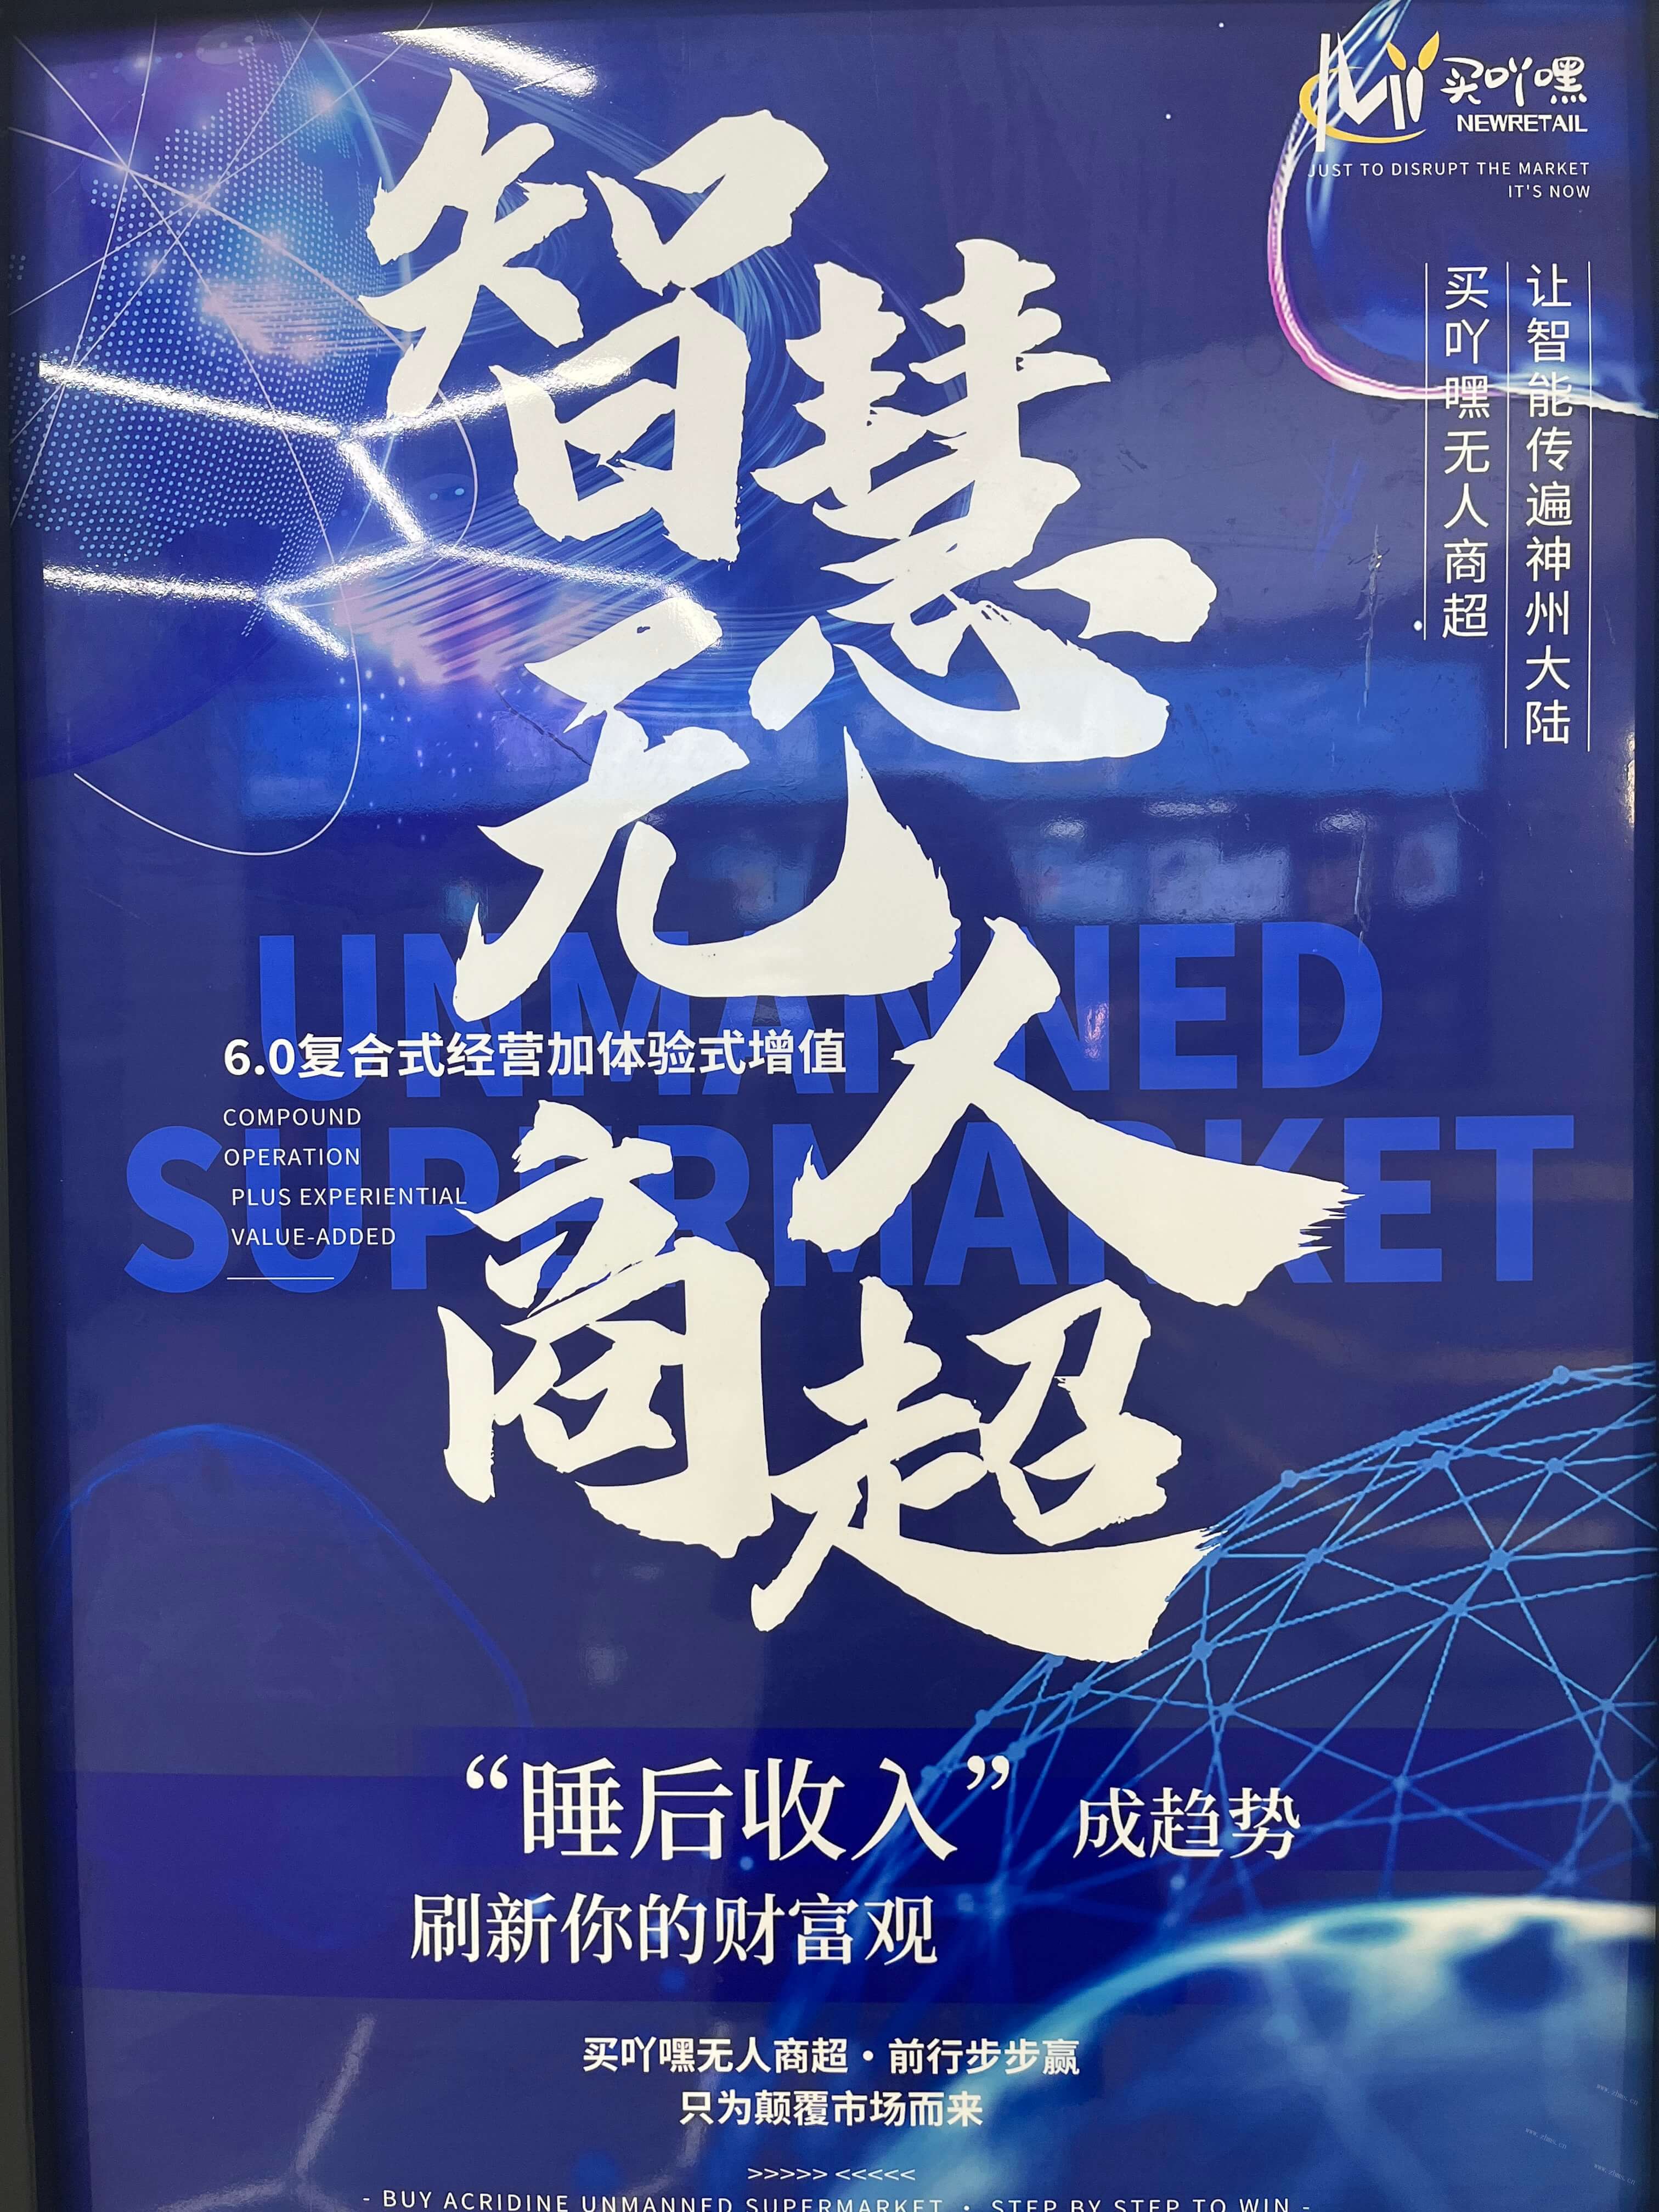 买吖嘿
NEWRETAIL
JUST TO DISRUPT THE MARKET
IT'S NOW
让智能传遍神州大陆
买吖嘿无人商超
智慧
无人
商超
UNMANNED
SUPERMARKET
6.0复合式经营加体验式增值
COMPOUND
OPERATION
PLUS EXPERIENTIAL
VALUE-ADDED
“睡后收入” 成趋势
刷新你的财富观
买吖嘿无人商超·前行步步赢
只为颠覆市场而来
>>>>> <<<<<
- BUY ACRIDINE UNMANNED SUPERMARKET · STEP BY STEP TO WIN -